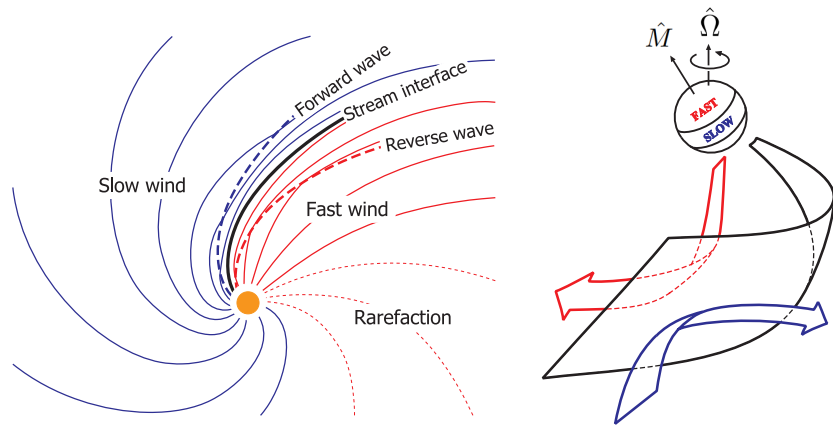 Forward wave
Stream interface
Reverse wave
Slow wind
Fast wind
Rarefaction
M̂
Ω̂
FAST
SLOW